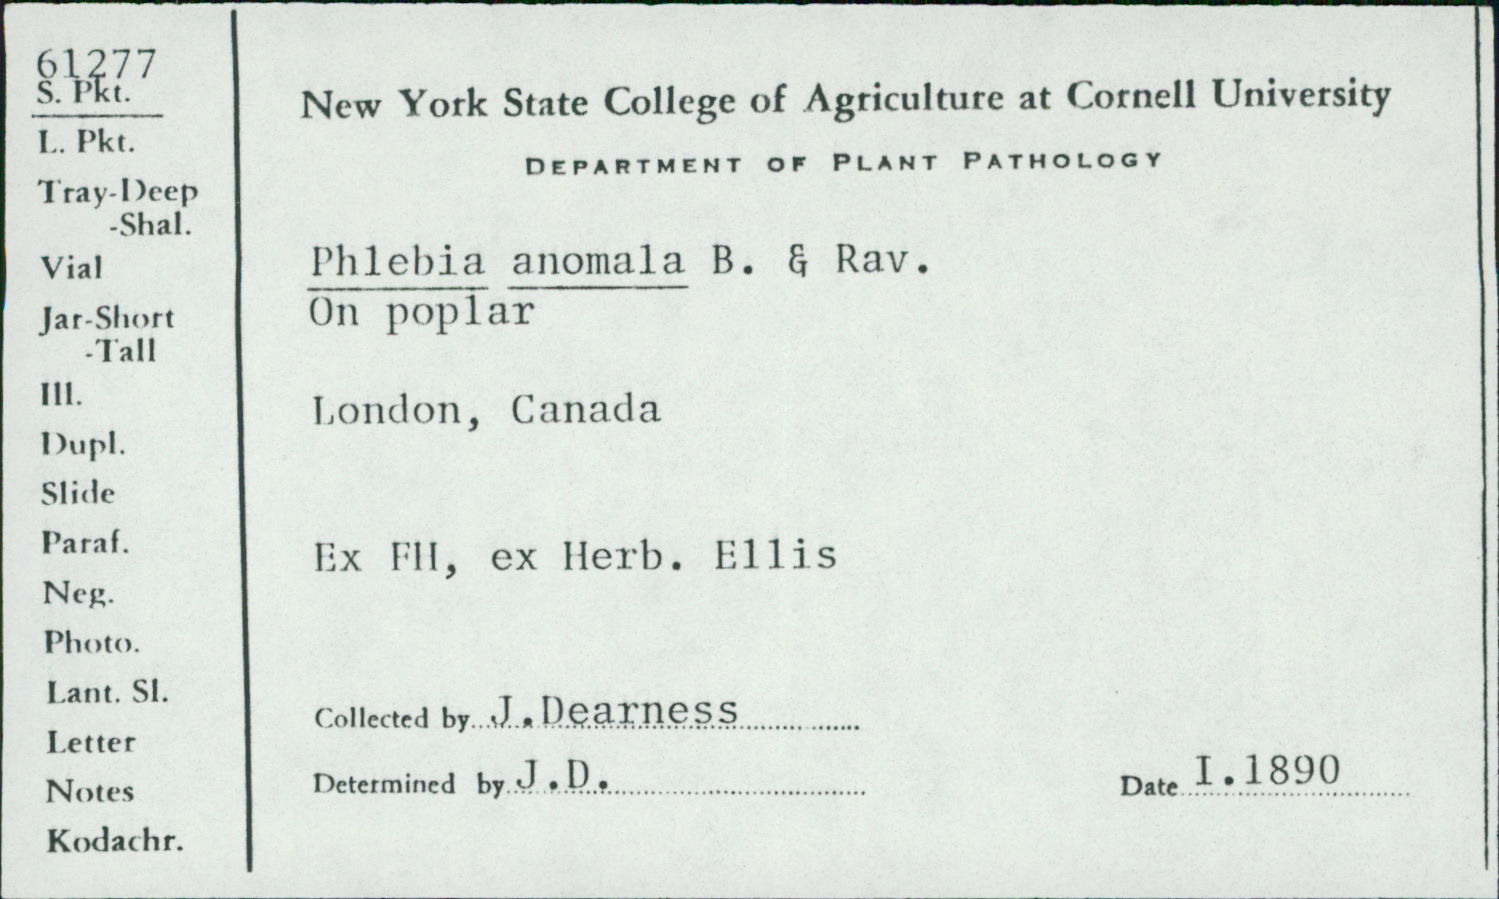 61277
S. Pkt.
L. Pkt.
Tray-Deep
-Shal.
Vial
Jar-Short
-Tall
Ill.
Dupl.
Slide
Paraf.
Neg.
Photo.
Lant. Sl.
Letter
Notes
Kodachr.
New York State College of Agriculture at Cornell University
DEPARTMENT OF PLANT PATHOLOGY
Phlebia anomala B. & Rav.
On poplar
London, Canada
Ex FH, ex Herb. Ellis
Collected by J.Dearness
Determined by J.D.
Date I.1890